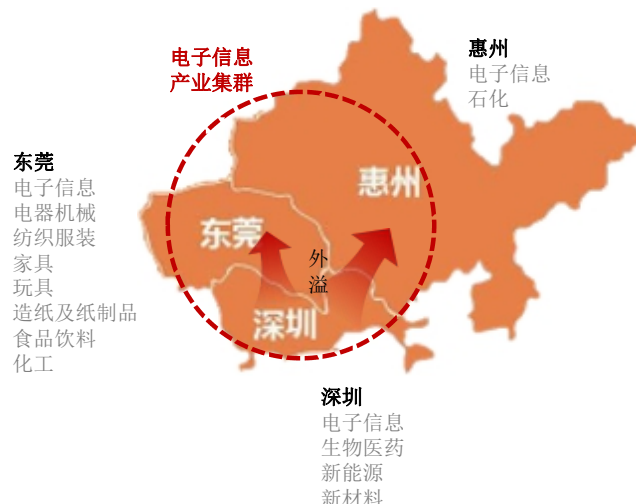 电子信息
产业集群
惠州
电子信息
石化
东莞
电子信息
电器机械
纺织服装
家具
玩具
造纸及纸制品
食品饮料
化工
惠州
东莞
外
溢
深圳
深圳
电子信息
生物医药
新能源
新材料